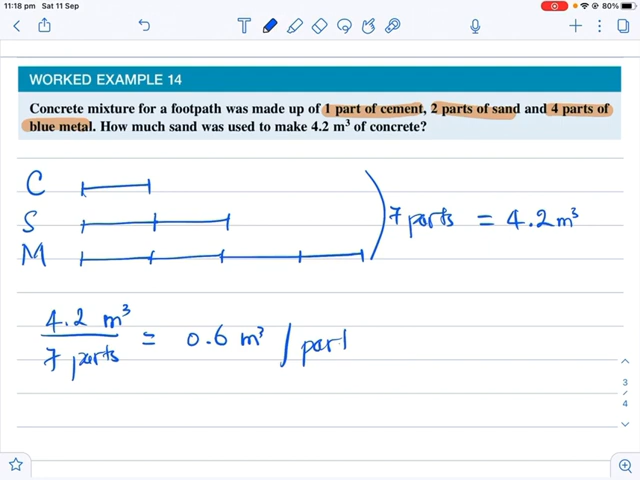 11:18 pm Sat 11 Sep
80%
WORKED EXAMPLE 14
Concrete mixture for a footpath was made up of 1 part of cement, 2 parts of sand and 4 parts of
blue metal. How much sand was used to make 4.2 m³ of concrete?
C
S
M
7 parts = 4.2 m³
4.2 m³ / 7 parts = 0.6 m³ / part
3
/
4